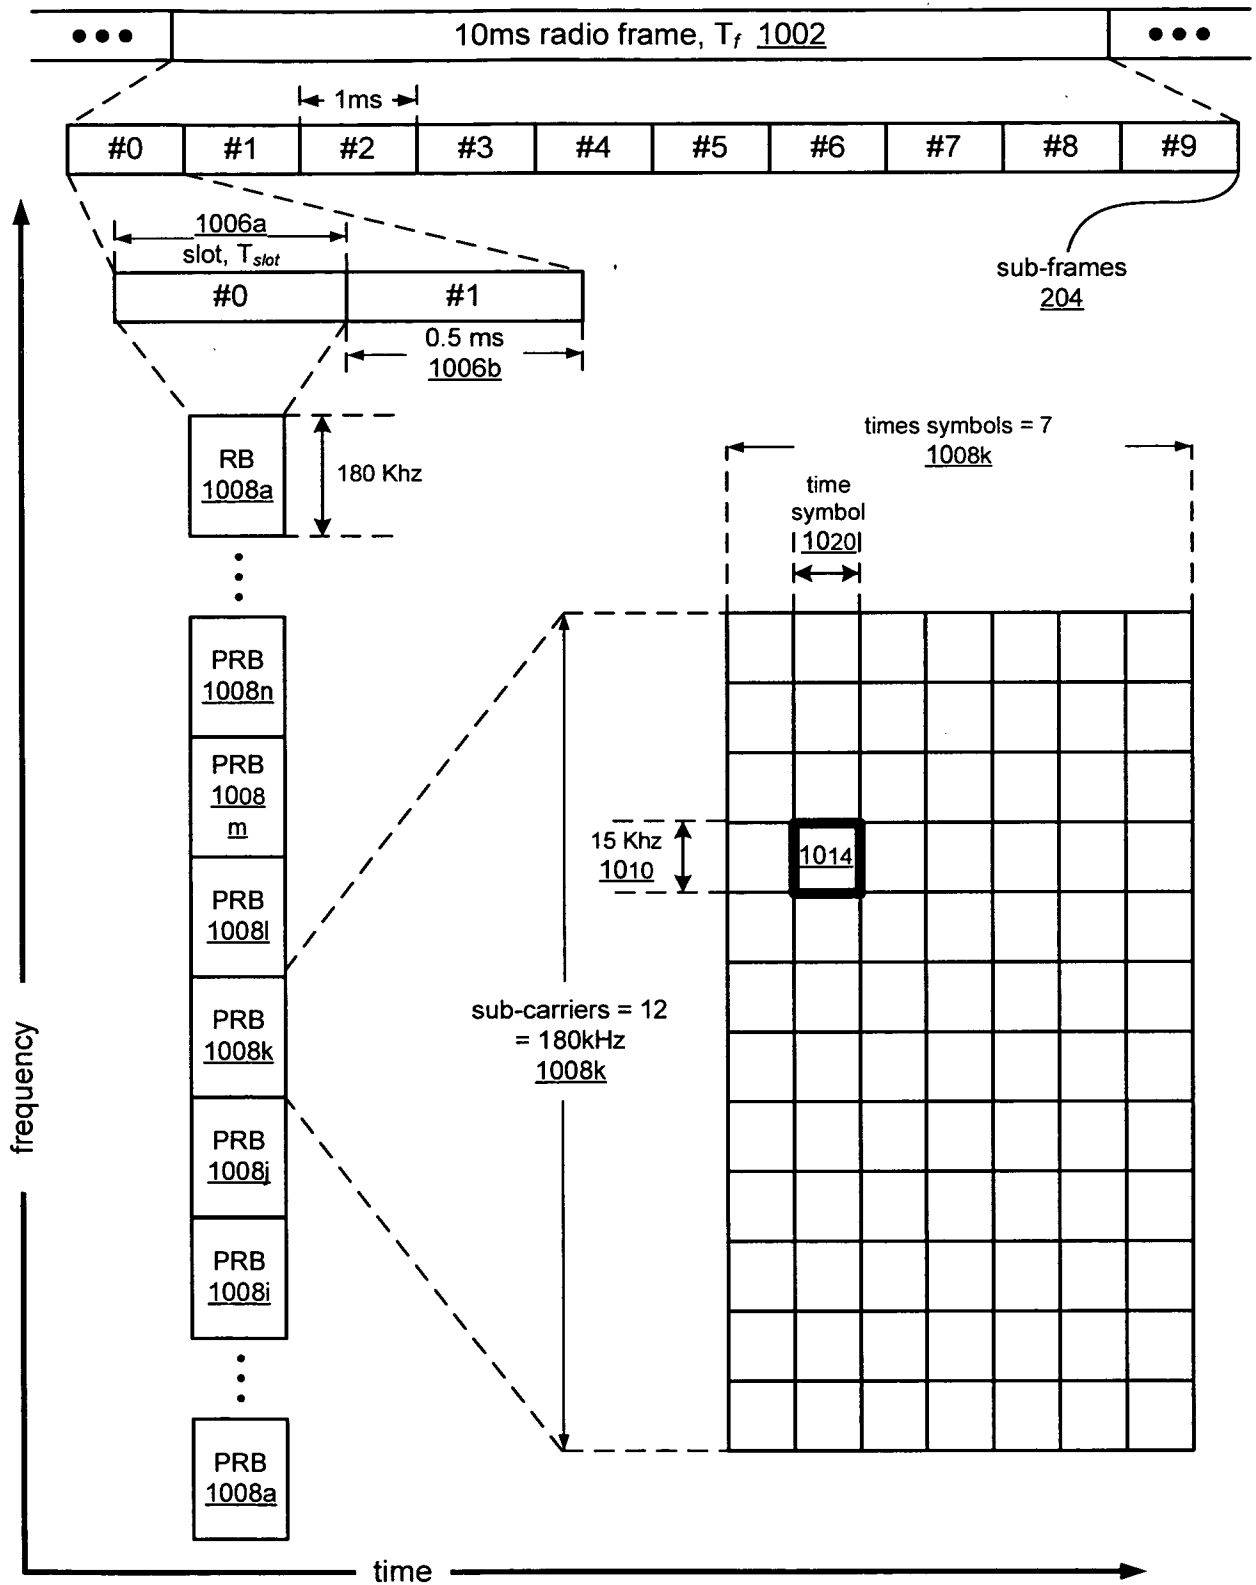 10ms radio frame, Tf 1002
1ms
#0 #1 #2 #3 #4 #5 #6 #7 #8 #9
1006a
slot, Tslot
sub-frames
204
#0 #1
0.5 ms
1006b
RB
1008a
180 Khz
times symbols = 7
1008k
time
symbol
1020
PRB
1008n
PRB
1008
m
PRB
1008l
15 Khz
1010
1014
PRB
1008k
sub-carriers = 12
= 180kHz
1008k
frequency
PRB
1008j
PRB
1008i
PRB
1008a
time